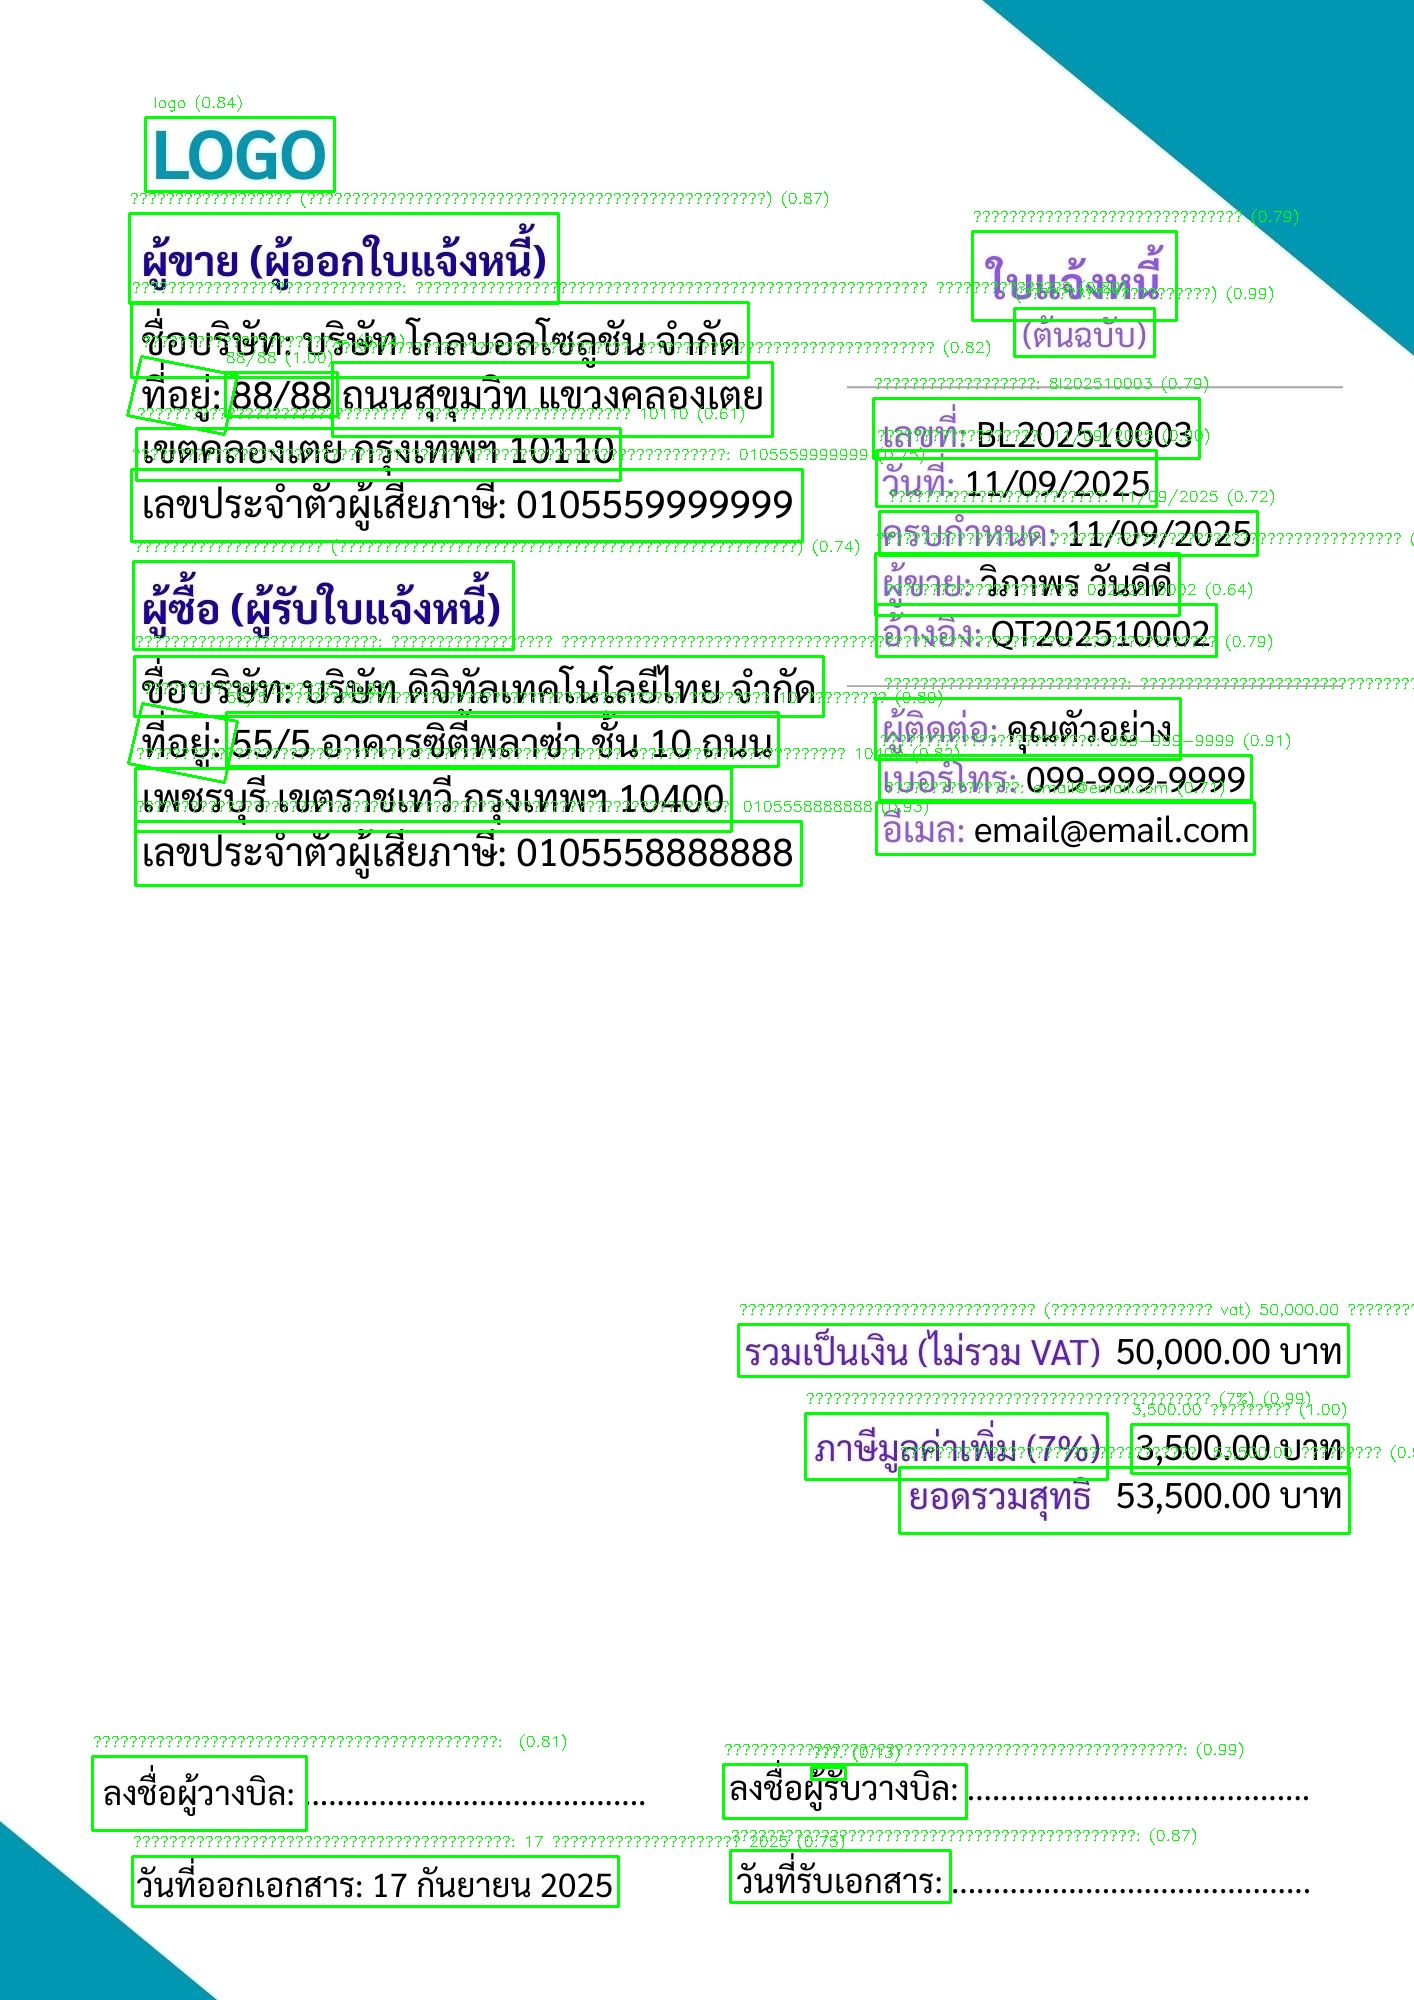 LOGO
ผู้ขาย (ผู้ออกใบแจ้งหนี้)
ชื่อบริษัท: บริษัท โกลบอลโซลูชัน จำกัด
ที่อยู่: 88/88 ถนนสุขุมวิท แขวงคลองเตย
เขตคลองเตย กรุงเทพฯ 10110
เลขประจำตัวผู้เสียภาษี: 0105559999999
ผู้ซื้อ (ผู้รับใบแจ้งหนี้)
ชื่อบริษัท: บริษัท ดิจิทัลเทคโนโลยีไทย จำกัด
ที่อยู่: 55/5 อาคารซิตี้พลาซ่า ชั้น 10 ถนน
เพชรบุรี เขตราชเทวี กรุงเทพฯ 10400
เลขประจำตัวผู้เสียภาษี: 0105558888888
ใบแจ้งหนี้
(ต้นฉบับ)
เลขที่: BL202510003
วันที่: 11/09/2025
ครบกำหนด: 11/09/2025
ผู้ขาย: วิภาพร วันดีดี
อ้างอิง: QT202510002
ผู้ติดต่อ: คุณตัวอย่าง
เบอร์โทร: 099-999-9999
อีเมล: email@email.com
รวมเป็นเงิน (ไม่รวม VAT) 50,000.00 บาท
ภาษีมูลค่าเพิ่ม (7%) 3,500.00 บาท
ยอดรวมสุทธิ 53,500.00 บาท
ลงชื่อผู้วางบิล: ......................................
วันที่ออกเอกสาร: 17 กันยายน 2025
ลงชื่อผู้รับวางบิล: ......................................
วันที่รับเอกสาร: ........................................